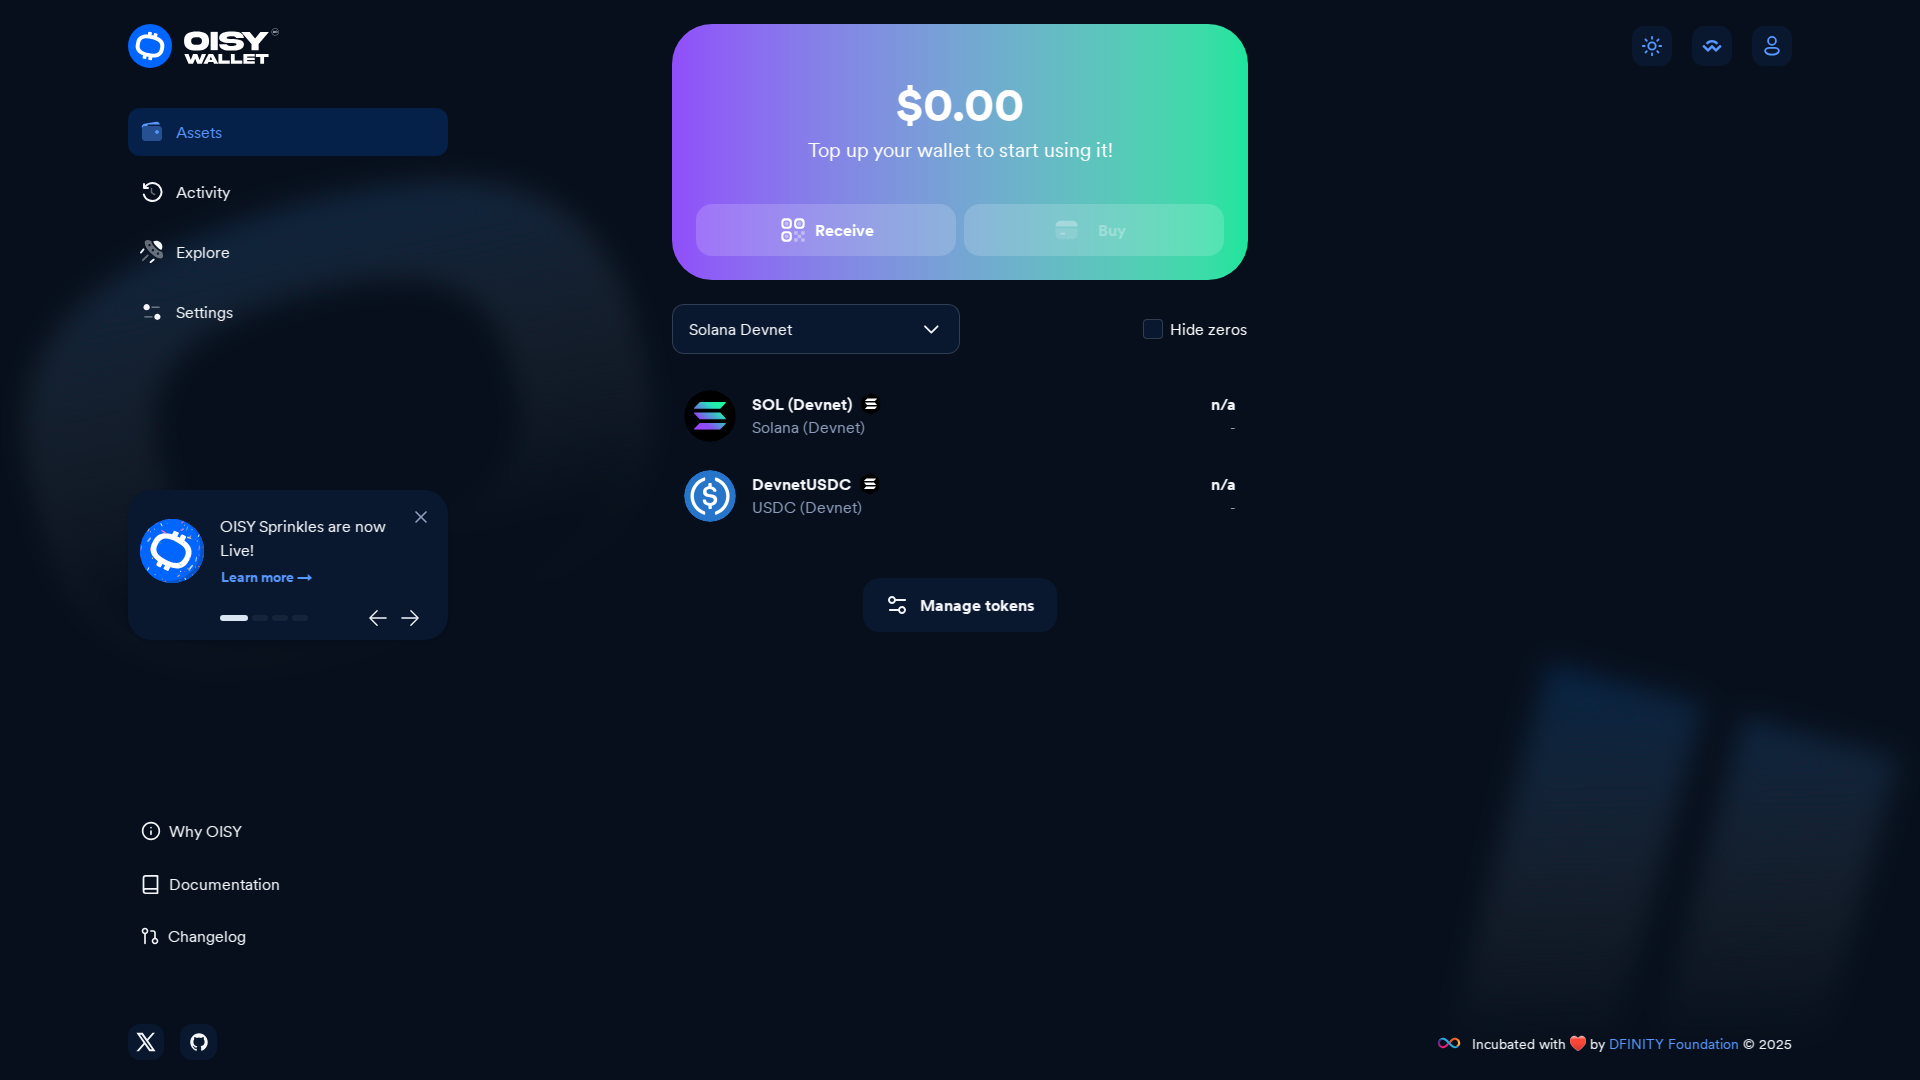 OISY
WALLET
Assets
Activity
Explore
Settings
OISY Sprinkles are now
Live!
Learn more →
Why OISY
Documentation
Changelog
$0.00
Top up your wallet to start using it!
Receive
Buy
Solana Devnet
Hide zeros
SOL (Devnet)
n/a
Solana (Devnet)
-
DevnetUSDC
n/a
USDC (Devnet)
-
Manage tokens
Incubated with ❤️ by DFINITY Foundation © 2025